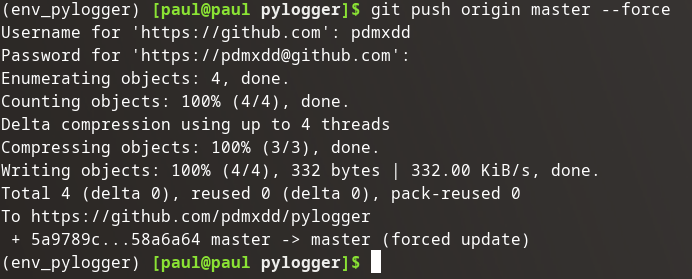 (env_pylogger) [paul@paul pylogger]$ git push origin master --force
Username for 'https://github.com': pdmxdd
Password for 'https://pdmxdd@github.com':
Enumerating objects: 4, done.
Counting objects: 100% (4/4), done.
Delta compression using up to 4 threads
Compressing objects: 100% (3/3), done.
Writing objects: 100% (4/4), 332 bytes | 332.00 KiB/s, done.
Total 4 (delta 0), reused 0 (delta 0), pack-reused 0
To https://github.com/pdmxdd/pylogger
 + 5a9789c...58a6a64 master -> master (forced update)
(env_pylogger) [paul@paul pylogger]$